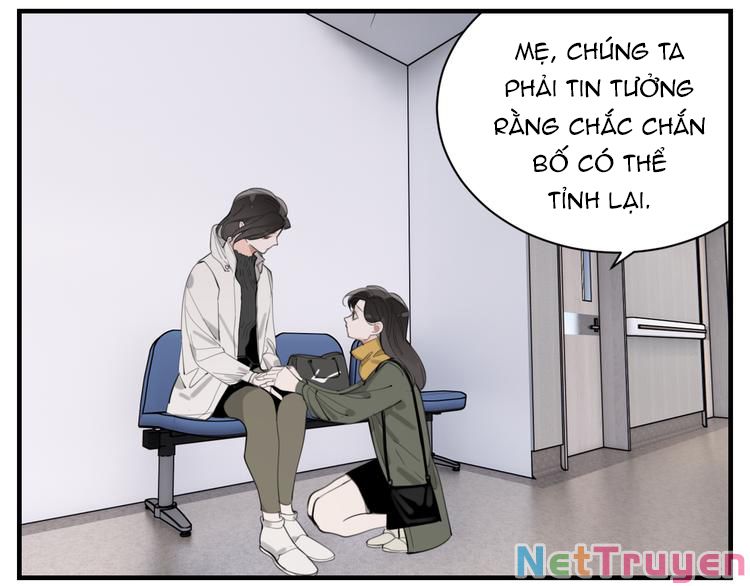 MẸ, CHÚNG TA
PHẢI TIN TƯỞNG
RẰNG CHẮC CHẮN
BỐ CÓ THỂ
TỈNH LẠI.
NetTruyen